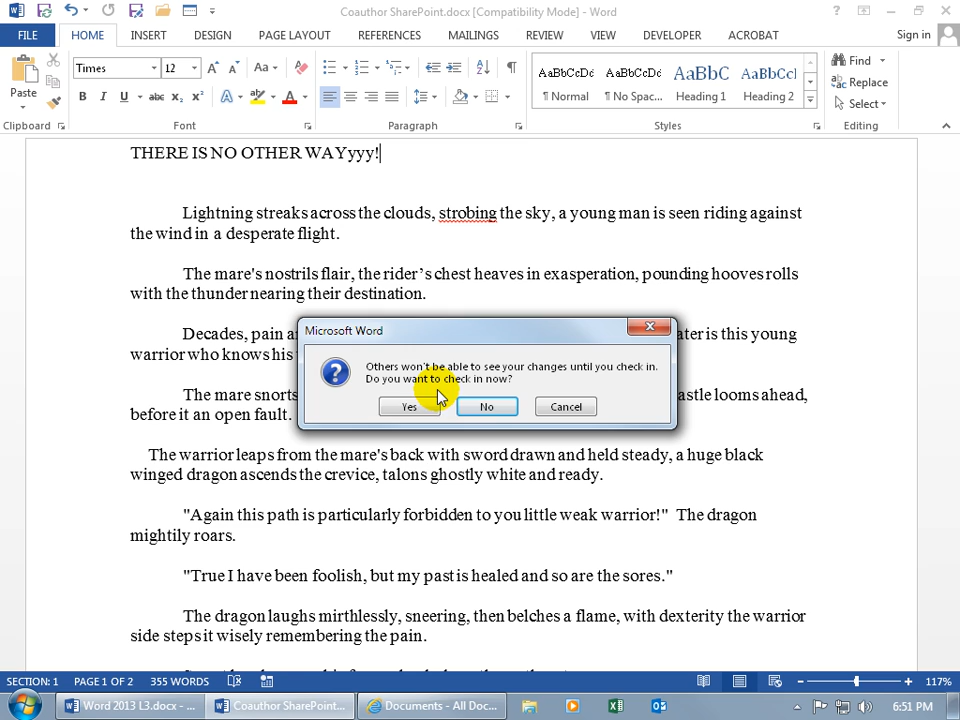 Coauthor SharePoint.docx [Compatibility Mode] - Word
FILE HOME INSERT DESIGN PAGE LAYOUT REFERENCES MAILINGS REVIEW VIEW DEVELOPER ACROBAT Sign in
Paste
Times 12
Aa
B I U abc x₂ x² A A
AaBbCcDd AaBbCcDd AaBbC AaBbCcl
¶ Normal ¶ No Spac... Heading 1 Heading 2
Find
Replace
Select
Clipboard Font Paragraph Styles Editing
THERE IS NO OTHER WAYyyy!
Lightning streaks across the clouds, strobing the sky, a young man is seen riding against
the wind in a desperate flight.
The mare's nostrils flair, the rider's chest heaves in exasperation, pounding hooves rolls
with the thunder nearing their destination.
Decades, pain ater is this young
warrior who knows his
The mare snorts astle looms ahead,
before it an open fault.
Microsoft Word
Others won't be able to see your changes until you check in.
Do you want to check in now?
Yes No Cancel
The warrior leaps from the mare's back with sword drawn and held steady, a huge black
winged dragon ascends the crevice, talons ghostly white and ready.
"Again this path is particularly forbidden to you little weak warrior!" The dragon
mightily roars.
"True I have been foolish, but my past is healed and so are the sores."
The dragon laughs mirthlessly, sneering, then belches a flame, with dexterity the warrior
side steps it wisely remembering the pain.
SECTION: 1 PAGE 1 OF 2 355 WORDS 117%
Word 2013 L3.docx - ... Coauthor SharePoint... Documents - All Doc... 6:51 PM